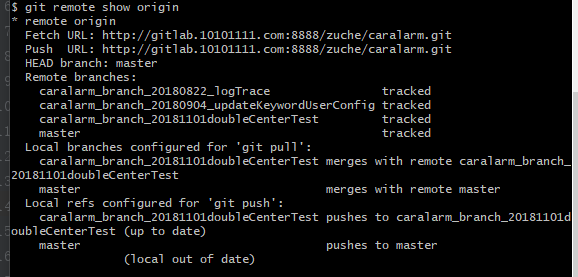 $ git remote show origin
* remote origin
  Fetch URL: http://gitlab.10101111.com:8888/zuche/caralarm.git
  Push  URL: http://gitlab.10101111.com:8888/zuche/caralarm.git
  HEAD branch: master
  Remote branches:
    caralarm_branch_20180822_logTrace                tracked
    caralarm_branch_20180904_updateKeywordUserConfig tracked
    caralarm_branch_20181101doubleCenterTest         tracked
    master                                           tracked
  Local branches configured for 'git pull':
    caralarm_branch_20181101doubleCenterTest merges with remote caralarm_branch_
20181101doubleCenterTest
    master                                   merges with remote master
  Local refs configured for 'git push':
    caralarm_branch_20181101doubleCenterTest pushes to caralarm_branch_20181101d
oubleCenterTest (up to date)
    master                                   pushes to master
               (local out of date)